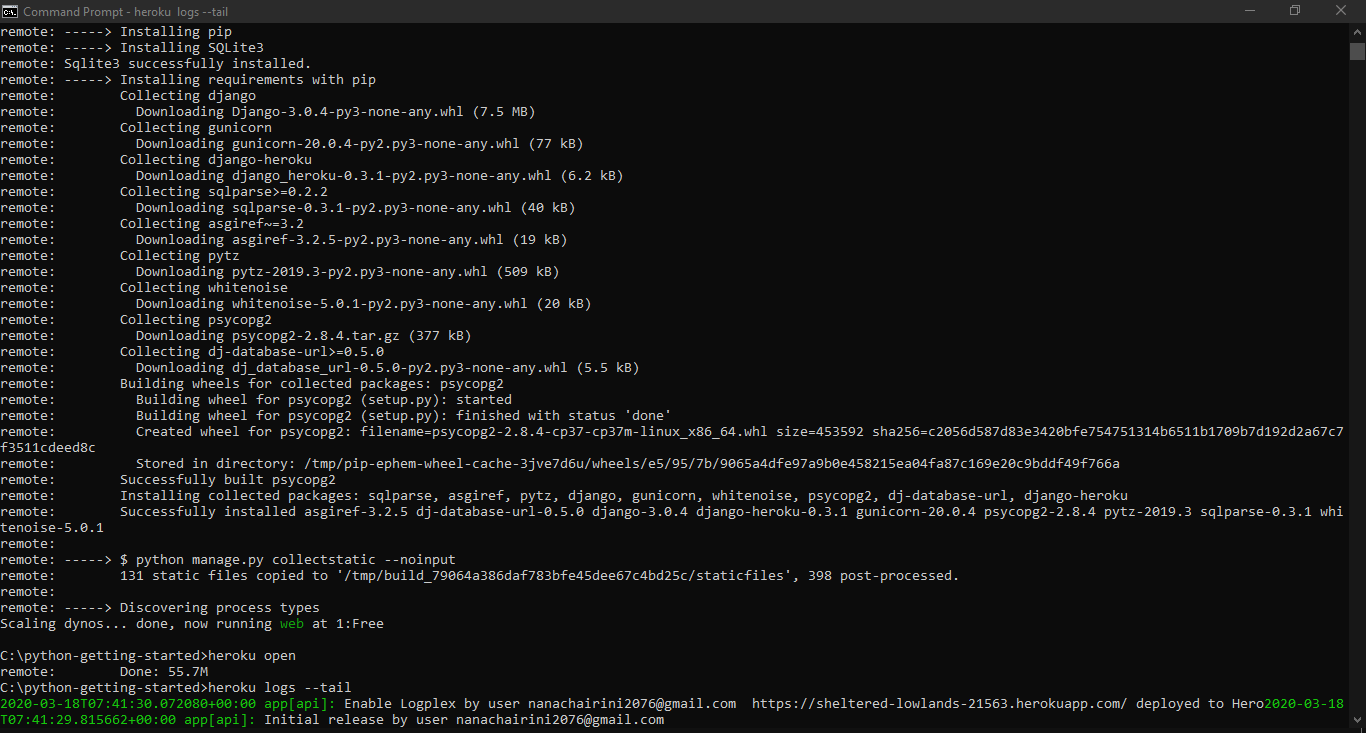 Command Prompt - heroku  logs --tail
remote: -----> Installing pip
remote: -----> Installing SQLite3
remote: Sqlite3 successfully installed.
remote: -----> Installing requirements with pip
remote:        Collecting django
remote:          Downloading Django-3.0.4-py3-none-any.whl (7.5 MB)
remote:        Collecting gunicorn
remote:          Downloading gunicorn-20.0.4-py2.py3-none-any.whl (77 kB)
remote:        Collecting django-heroku
remote:          Downloading django_heroku-0.3.1-py2.py3-none-any.whl (6.2 kB)
remote:        Collecting sqlparse>=0.2.2
remote:          Downloading sqlparse-0.3.1-py2.py3-none-any.whl (40 kB)
remote:        Collecting asgiref~=3.2
remote:          Downloading asgiref-3.2.5-py2.py3-none-any.whl (19 kB)
remote:        Collecting pytz
remote:          Downloading pytz-2019.3-py2.py3-none-any.whl (509 kB)
remote:        Collecting whitenoise
remote:          Downloading whitenoise-5.0.1-py2.py3-none-any.whl (20 kB)
remote:        Collecting psycopg2
remote:          Downloading psycopg2-2.8.4.tar.gz (377 kB)
remote:        Collecting dj-database-url>=0.5.0
remote:          Downloading dj_database_url-0.5.0-py2.py3-none-any.whl (5.5 kB)
remote:        Building wheels for collected packages: psycopg2
remote:          Building wheel for psycopg2 (setup.py): started
remote:          Building wheel for psycopg2 (setup.py): finished with status 'done'
remote:          Created wheel for psycopg2: filename=psycopg2-2.8.4-cp37-cp37m-linux_x86_64.whl size=453592 sha256=c2056d587d83e3420bfe754751314b6511b1709b7d192d2a67c7
f3511cdeed8c
remote:          Stored in directory: /tmp/pip-ephem-wheel-cache-3jve7d6u/wheels/e5/95/7b/9065a4dfe97a9b0e458215ea04fa87c169e20c9bddf49f766a
remote:        Successfully built psycopg2
remote:        Installing collected packages: sqlparse, asgiref, pytz, django, gunicorn, whitenoise, psycopg2, dj-database-url, django-heroku
remote:        Successfully installed asgiref-3.2.5 dj-database-url-0.5.0 django-3.0.4 django-heroku-0.3.1 gunicorn-20.0.4 psycopg2-2.8.4 pytz-2019.3 sqlparse-0.3.1 whi
tenoise-5.0.1
remote:
remote: -----> $ python manage.py collectstatic --noinput
remote:        131 static files copied to '/tmp/build_79064a386daf783bfe45dee67c4bd25c/staticfiles', 398 post-processed.
remote:
remote: -----> Discovering process types
Scaling dynos... done, now running web at 1:Free
C:\python-getting-started>heroku open
remote:        Done: 55.7M
C:\python-getting-started>heroku logs --tail
2020-03-18T07:41:30.072080+00:00 app[api]: Enable Logplex by user nanachairini2076@gmail.com  https://sheltered-lowlands-21563.herokuapp.com/ deployed to Hero2020-03-18
T07:41:29.815662+00:00 app[api]: Initial release by user nanachairini2076@gmail.com